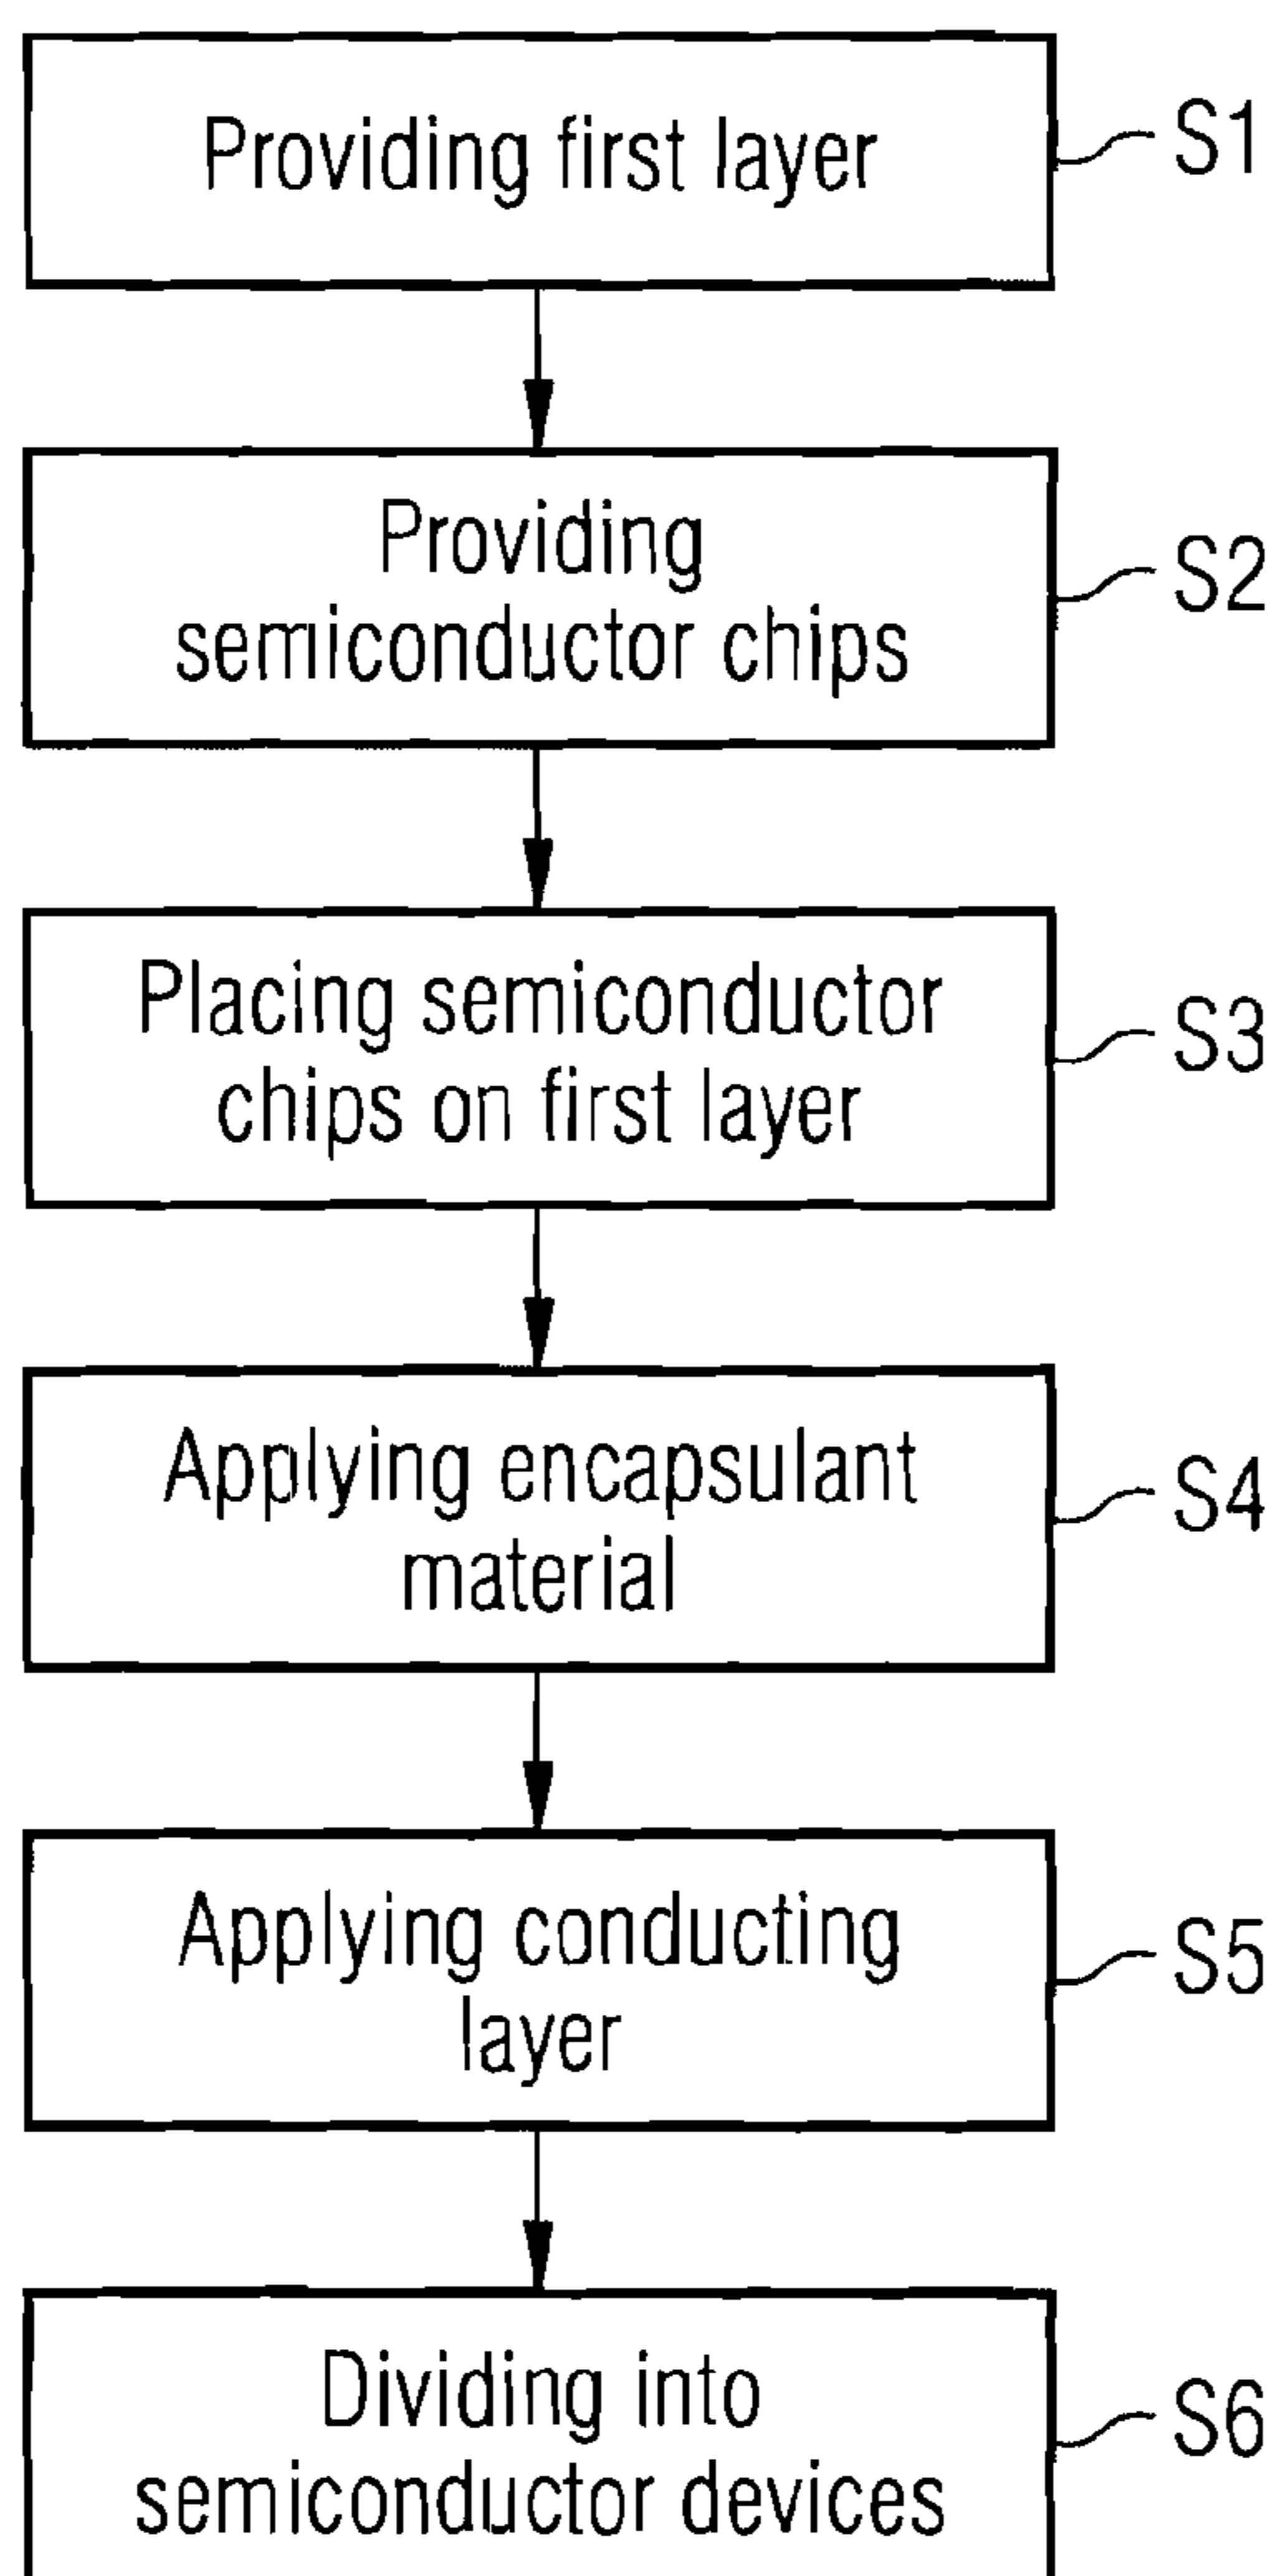 Providing first layer
S1
Providing
semiconductor chips
S2
Placing semiconductor
chips on first layer
S3
Applying encapsulant
material
S4
Applying conducting
layer
S5
Dividing into
semiconductor devices
S6